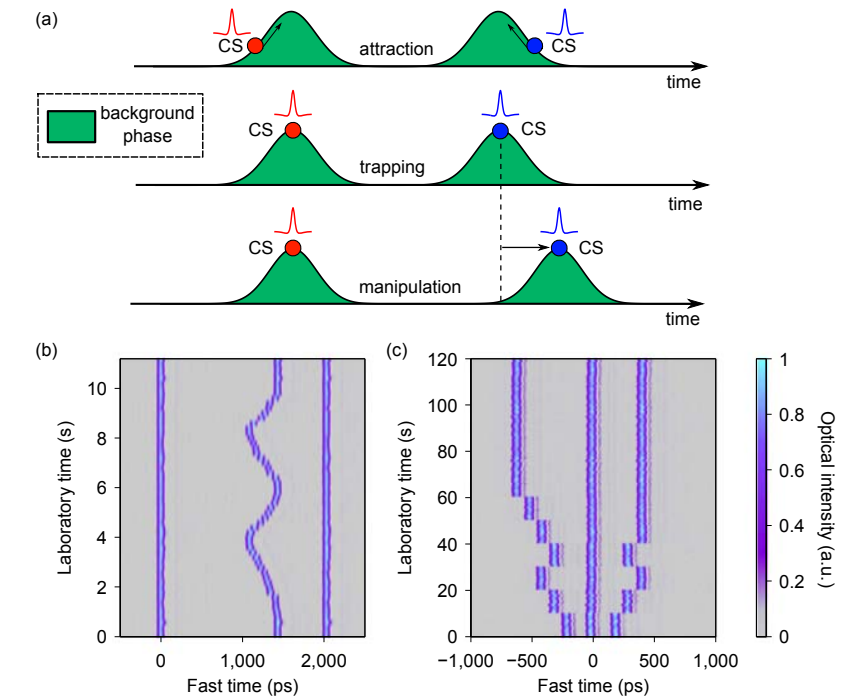 (a)
CS
CS
attraction
time
background
phase
CS
CS
trapping
time
CS
CS
manipulation
time
(b)
(c)
Laboratory time (s)
10
8
6
4
2
0
0
1,000
2,000
Fast time (ps)
Laboratory time (s)
120
100
80
60
40
20
0
−1,000
−500
0
500
1,000
Fast time (ps)
1
0.8
0.6
0.4
0.2
0
Optical intensity (a.u.)